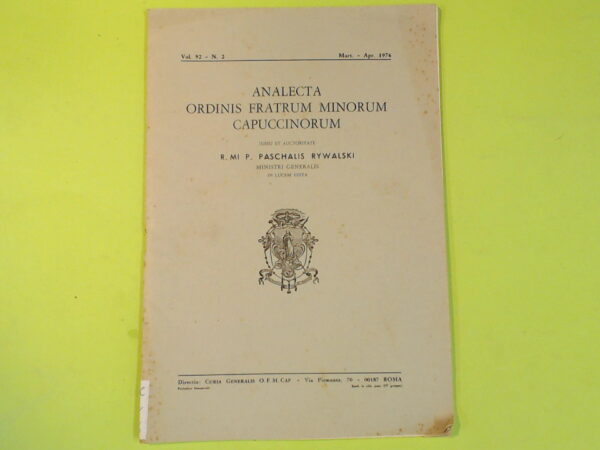 Vol. 92 - N. 2
Mart. - Apr. 1976
ANALECTA
ORDINIS FRATRUM MINORUM
CAPUCCINORUM
IUSSU ET AUCTORITATE
R. MI P. PASCHALIS RYWALSKI
MINISTRI GENERALIS
IN LUCEM EDITA
Directio: CURIA GENERALIS O.F.M.CAP. - Via Piemonte, 70 - 00187 ROMA
C